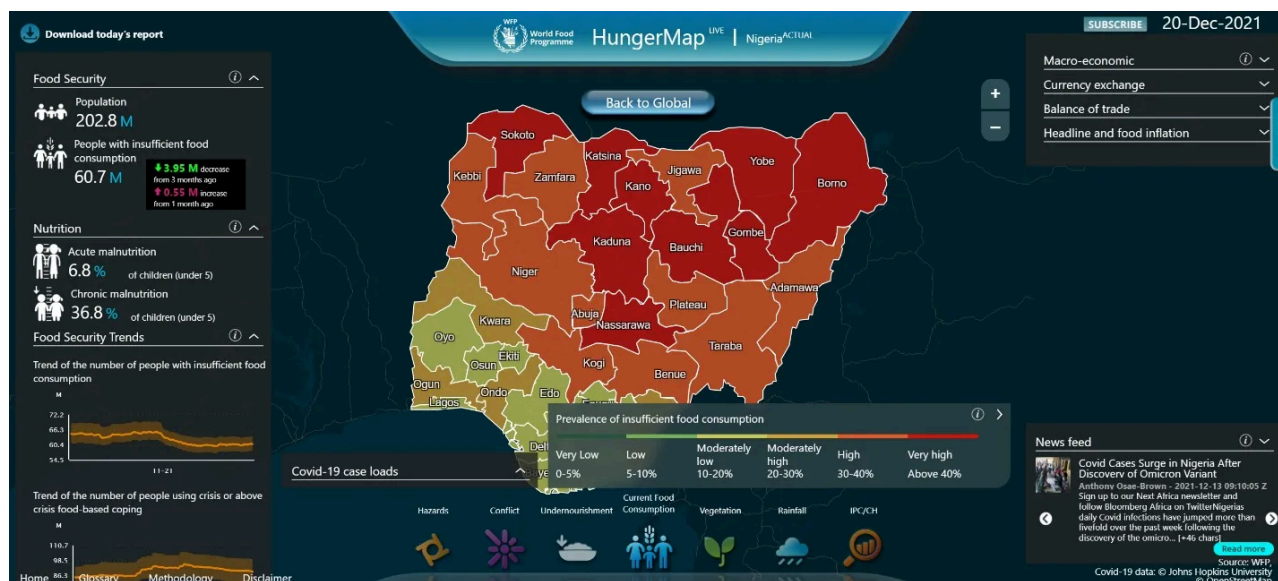 Download today's report
WFP
World Food
Programme
HungerMap LIVE | Nigeria ACTUAL
SUBSCRIBE
20-Dec-2021
Food Security
Population
202.8 M
People with insufficient food
consumption
60.7 M
3.95 M decrease
from 3 months ago
0.55 M increase
from 1 month ago
Nutrition
Acute malnutrition
6.8 % of children (under 5)
Chronic malnutrition
36.8 % of children (under 5)
Food Security Trends
Trend of the number of people with insufficient food
consumption
M
72.2
66.3
60.4
54.5
11-21
Trend of the number of people using crisis or above
crisis food-based coping
M
110.7
98.5
86.3
Home
Glossary
Methodology
Disclaimer
Back to Global
+
−
Sokoto
Katsina
Jigawa
Yobe
Borno
Kebbi
Zamfara
Kano
Kaduna
Bauchi
Gombe
Niger
Adamawa
Plateau
Abuja
Nassarawa
Kwara
Oyo
Taraba
Ekiti
Osun
Kogi
Benue
Ogun
Ondo
Edo
Lagos
Prevalence of insufficient food consumption
Very Low
0-5%
Low
5-10%
Moderately
low
10-20%
Moderately
high
20-30%
High
30-40%
Very high
Above 40%
Covid-19 case loads
Hazards
Conflict
Undernourishment
Current Food
Consumption
Vegetation
Rainfall
IPC/CH
Macro-economic
Currency exchange
Balance of trade
Headline and food inflation
News feed
Covid Cases Surge in Nigeria After
Discovery of Omicron Variant
Anthony Osae-Brown - 2021-12-13 09:10:05 Z
Sign up to our Next Africa newsletter and
follow Bloomberg Africa on TwitterNigerias
daily Covid infections have jumped more than
fivefold over the past week following the
discovery of the omicro... [+46 chars]
Read more
Source: WFP,
Covid-19 data: © Johns Hopkins University
© OpenStreetMap